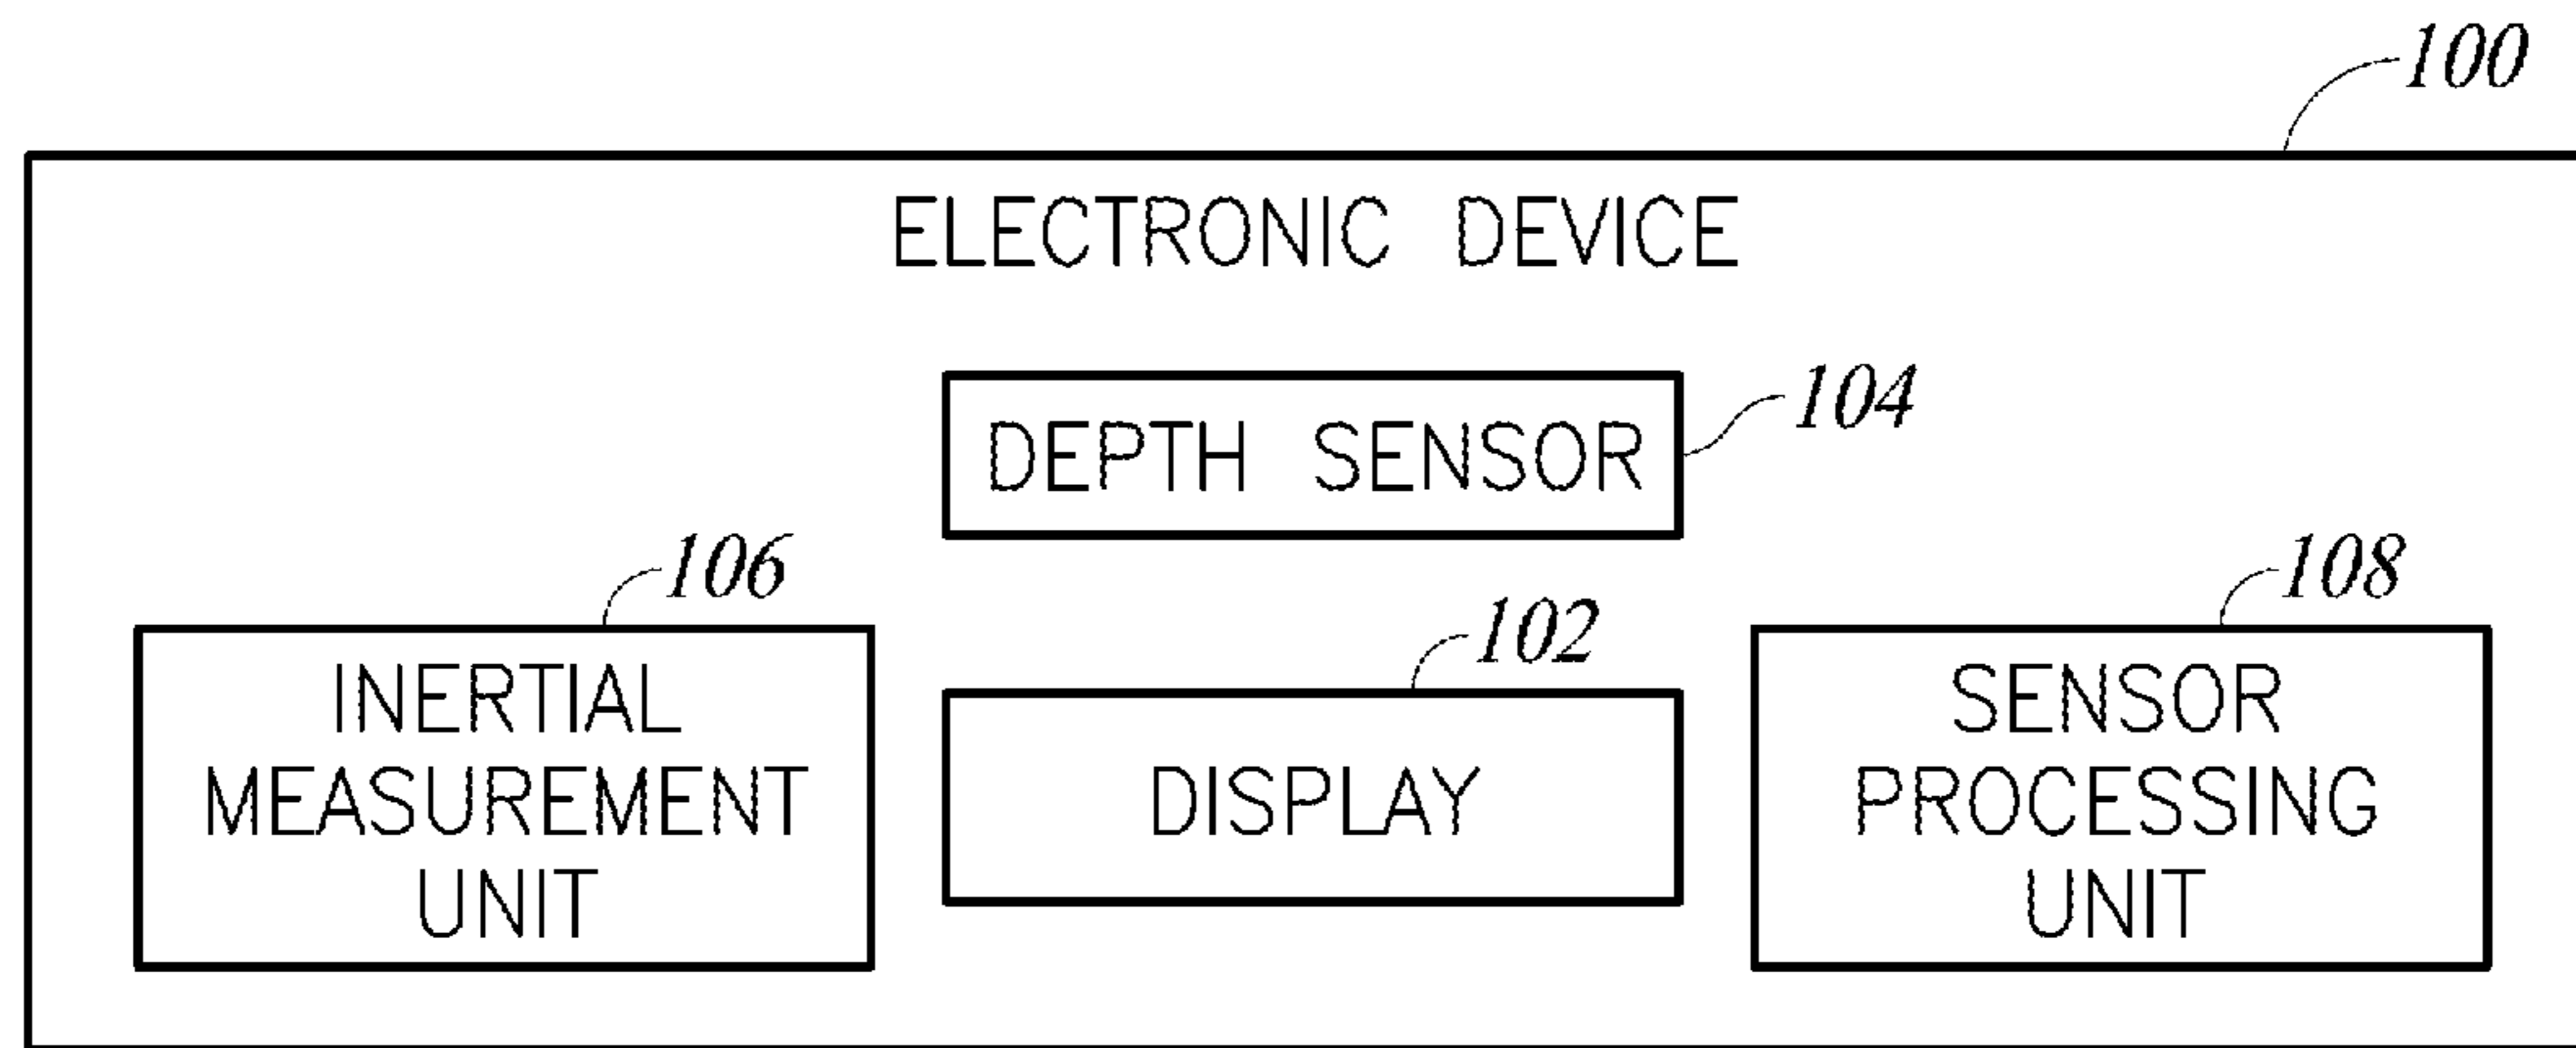 100
ELECTRONIC DEVICE
DEPTH SENSOR
104
106
INERTIAL
MEASUREMENT
UNIT
102
DISPLAY
108
SENSOR
PROCESSING
UNIT